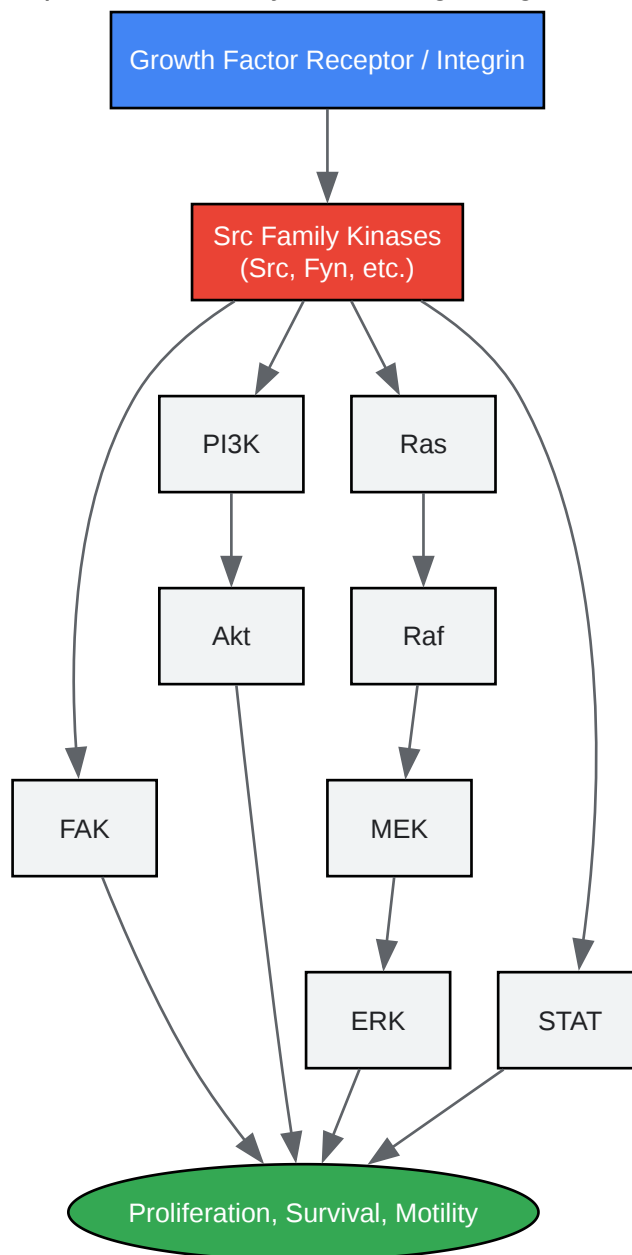 Growth Factor Receptor / Integrin
Src Family Kinases
(Src, Fyn, etc.)
PI3K
Ras
Akt
Raf
FAK
MEK
ERK
STAT
Proliferation, Survival, Motility